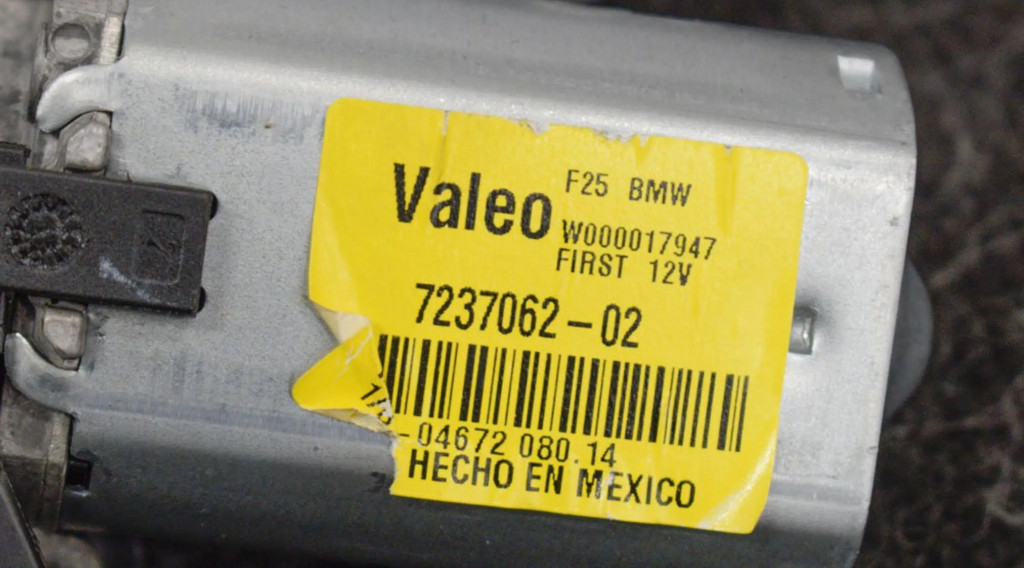 Valeo F25 BMW
W000017947
FIRST 12V
7237062-02
-04672 080.14
HECHO EN MEXICO